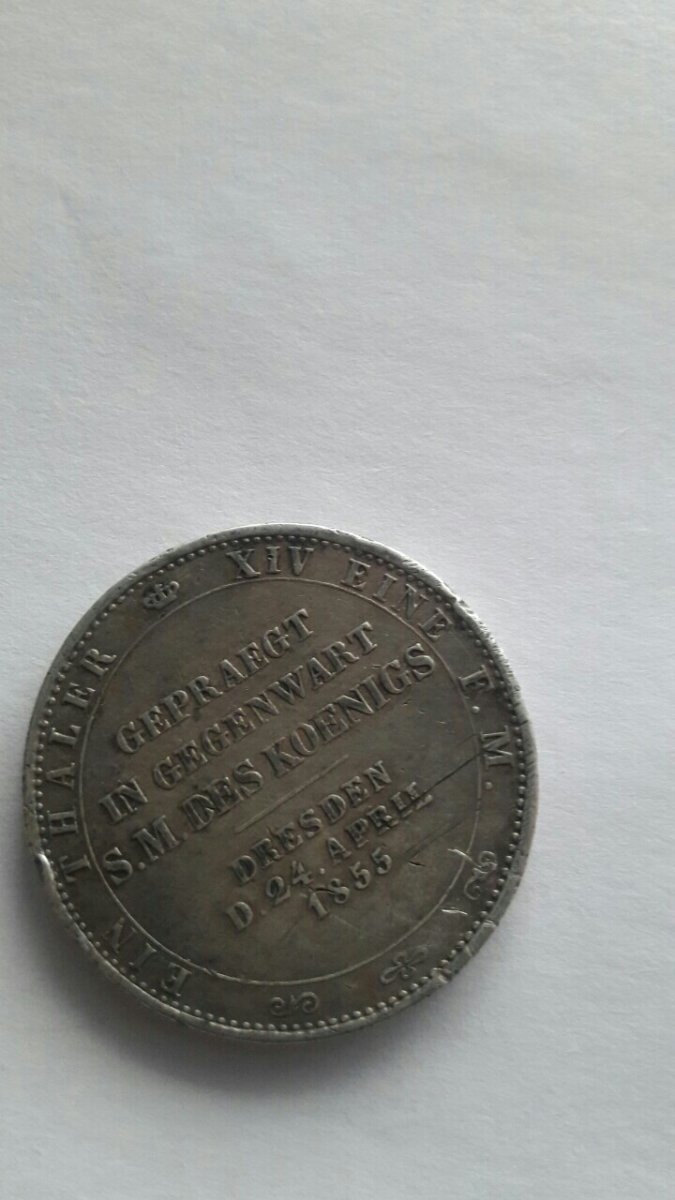 EIN THALER XIV EINE F. M.
GEPRAEGT
IN GEGENWART
S.M. DES KOENIGS
DRESDEN
D. 24. APRIL
1855